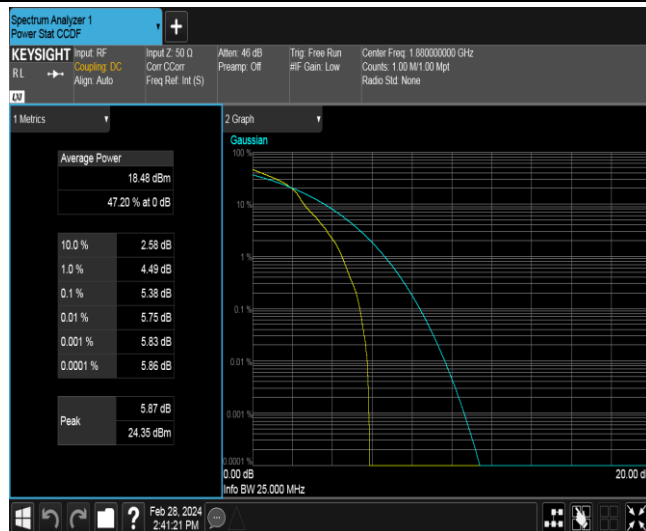 Spectrum Analyzer 1
Power Stat CCDF
+
KEYSIGHT
RL
LXI
Input: RF
Coupling: DC
Align: Auto
Input Z: 50 Ω
Corr CCorr
Freq Ref: Int (S)
Atten: 46 dB
Preamp: Off
Trig: Free Run
#IF Gain: Low
Center Freq: 1.880000000 GHz
Counts: 1.00 M/1.00 Mpt
Radio Std: None
1 Metrics
Average Power
18.48 dBm
47.20 % at 0 dB
10.0 % 2.58 dB
1.0 % 4.49 dB
0.1 % 5.38 dB
0.01 % 5.75 dB
0.001 % 5.83 dB
0.0001 % 5.86 dB
Peak
5.87 dB
24.35 dBm
2 Graph
Gaussian
100 %
10 %
1 %
0.1 %
0.01 %
0.001 %
0.0001 %
0.00 dB
20.00 d
Info BW 25.000 MHz
?
Feb 28, 2024
2:41:21 PM